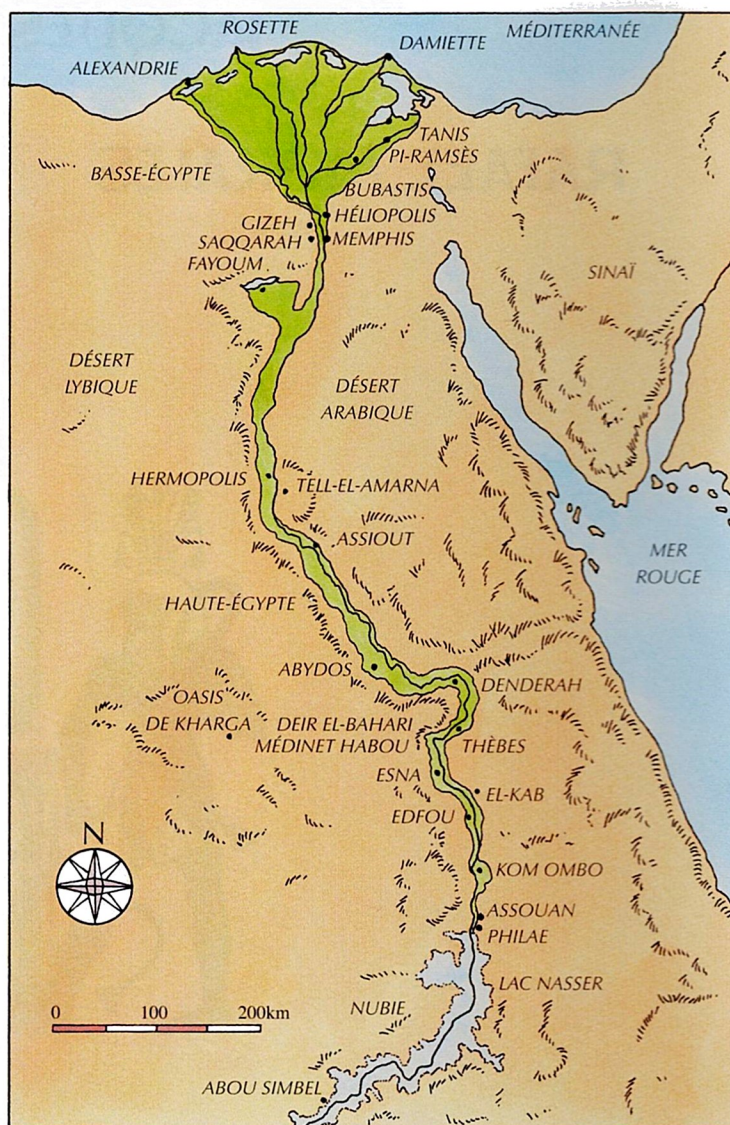 ROSETTE
MÉDITERRANÉE
DAMIETTE
ALEXANDRIE
TANIS
PI-RAMSÈS
BASSE-ÉGYPTE
BUBASTIS
HÉLIOPOLIS
GIZEH
SAQQARAH
MEMPHIS
FAYOUM
SINAÏ
DÉSERT
LYBIQUE
DÉSERT
ARABIQUE
HERMOPOLIS
TELL-EL-AMARNA
ASSIOUT
MER
ROUGE
HAUTE-ÉGYPTE
ABYDOS
DENDERAH
OASIS
DE KHARGA
DEIR EL-BAHARI
MÉDINET HABOU
THÈBES
ESNA
EL-KAB
EDFOU
N
KOM OMBO
ASSOUAN
PHILAE
LAC NASSER
NUBIE
0 100 200km
ABOU SIMBEL